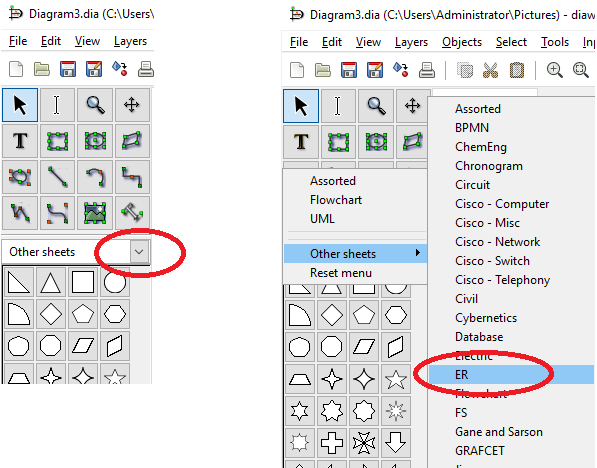 Diagram3.dia (C:\Users\A
File Edit View Layers
T
Other sheets
Diagram3.dia (C:\Users\Administrator\Pictures) - diaw
File Edit View Layers Objects Select Tools In
T
Assorted
Flowchart
UML
Other sheets
Reset menu
Assorted
BPMN
ChemEng
Chronogram
Circuit
Cisco - Computer
Cisco - Misc
Cisco - Network
Cisco - Switch
Cisco - Telephony
Civil
Cybernetics
Database
Electric
ER
Flowchart
FS
Gane and Sarson
GRAFCET